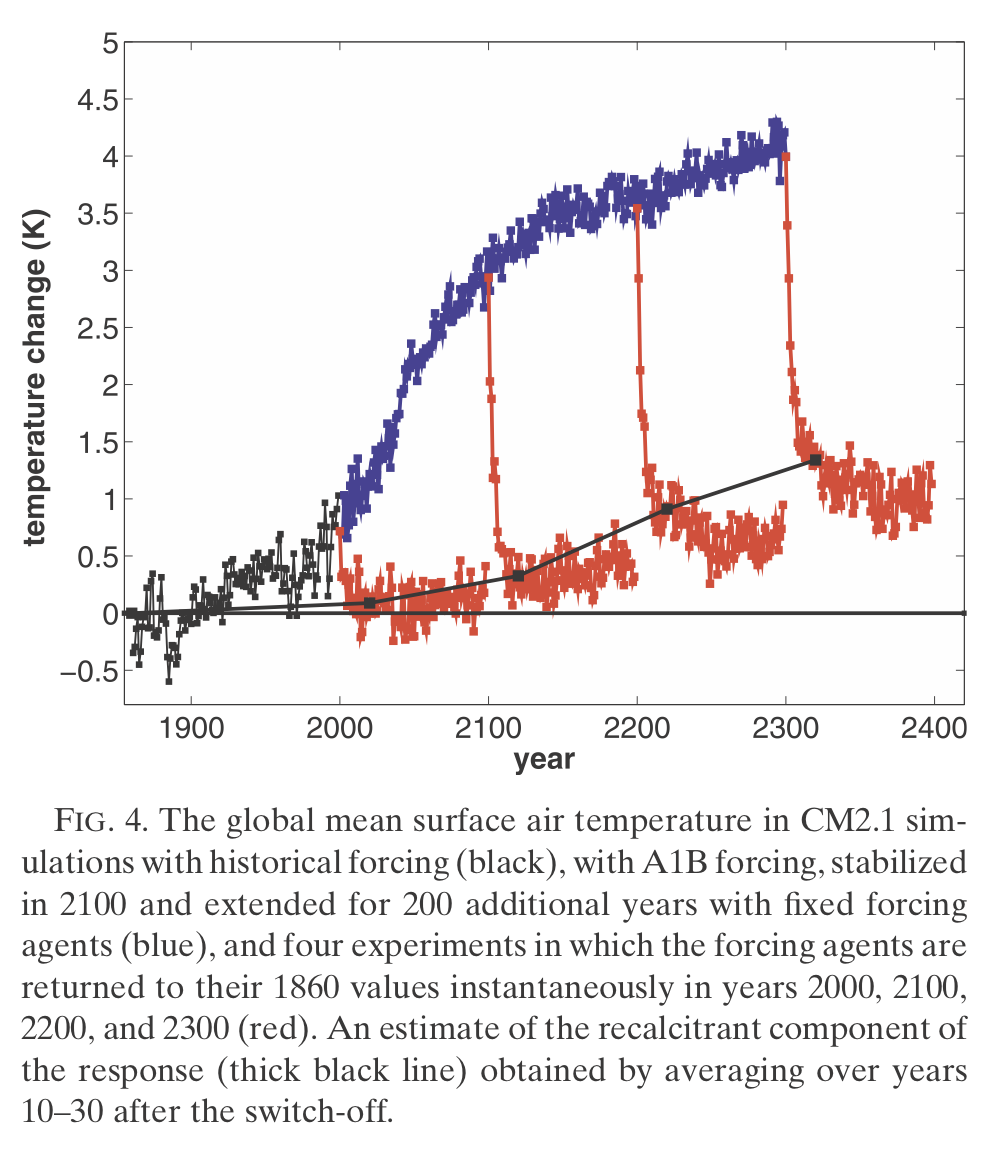 5
4.5
4
3.5
3
2.5
2
1.5
1
0.5
0
−0.5
temperature change (K)
1900 2000 2100 2200 2300 2400
year
FIG. 4. The global mean surface air temperature in CM2.1 sim-
ulations with historical forcing (black), with A1B forcing, stabilized
in 2100 and extended for 200 additional years with fixed forcing
agents (blue), and four experiments in which the forcing agents are
returned to their 1860 values instantaneously in years 2000, 2100,
2200, and 2300 (red). An estimate of the recalcitrant component of
the response (thick black line) obtained by averaging over years
10–30 after the switch-off.